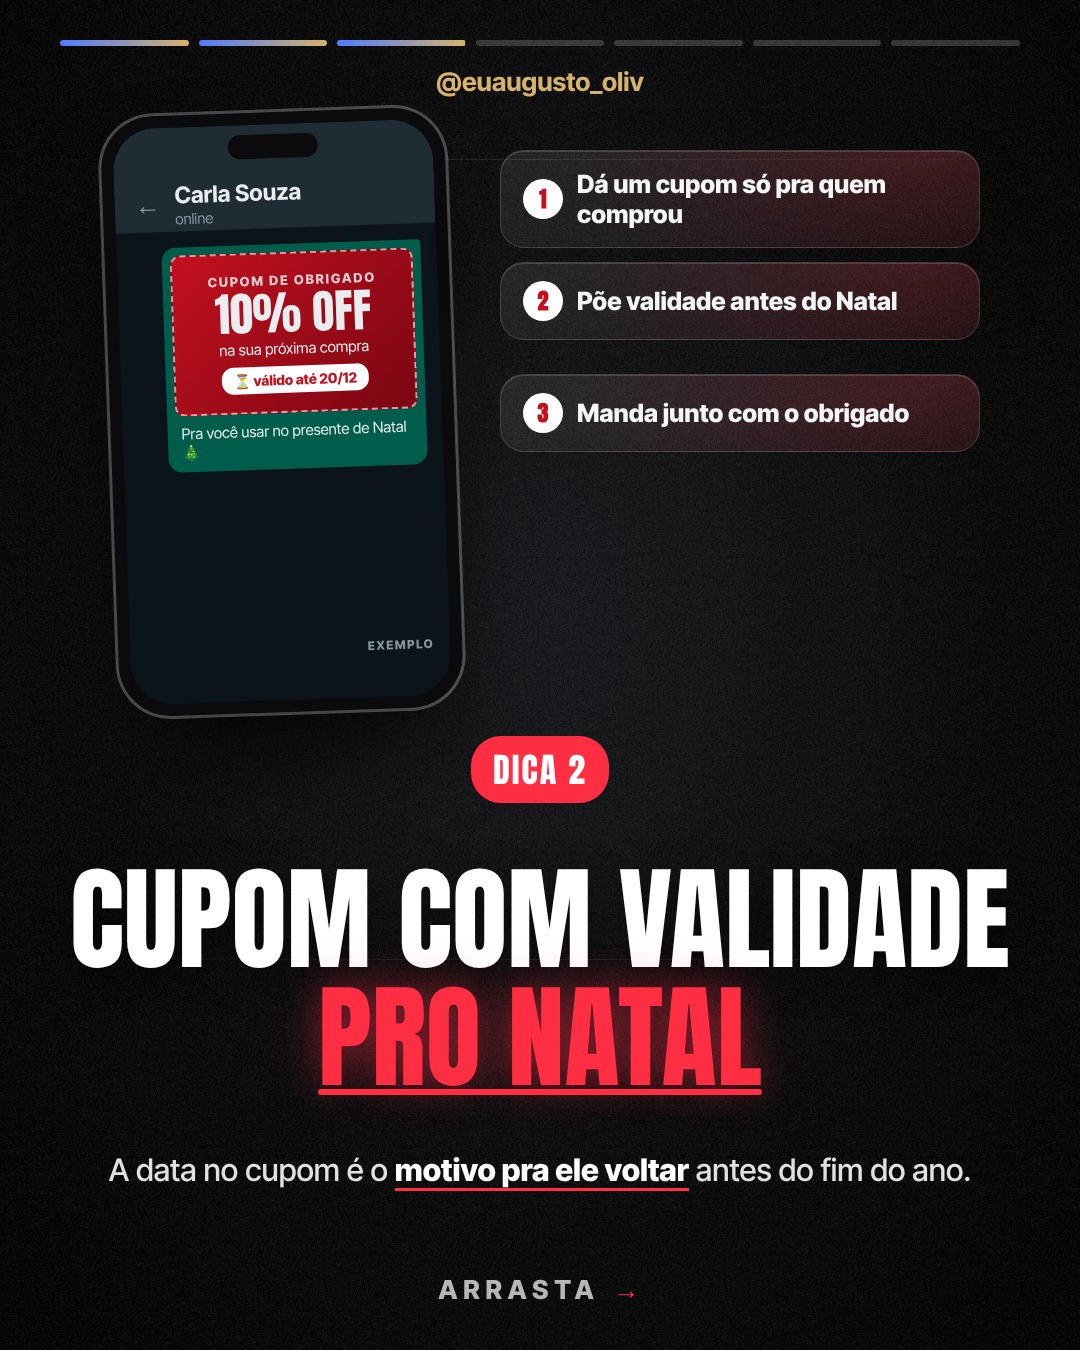 @euaugusto_oliv
← Carla Souza
online
CUPOM DE OBRIGADO
10% OFF
na sua próxima compra
⏳ válido até 20/12
Pra você usar no presente de Natal
🎄
EXEMPLO
1 Dá um cupom só pra quem
comprou
2 Põe validade antes do Natal
3 Manda junto com o obrigado
DICA 2
CUPOM COM VALIDADE
PRO NATAL
A data no cupom é o motivo pra ele voltar antes do fim do ano.
ARRASTA →